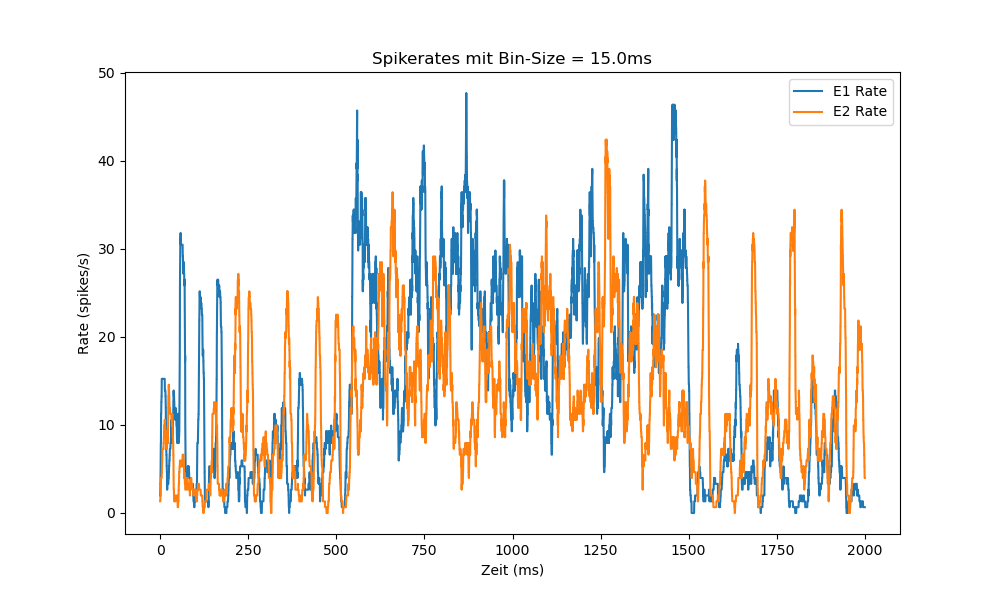 Spikerates mit Bin-Size = 15.0ms
E1 Rate
E2 Rate
Rate (spikes/s)
50
40
30
20
10
0
0 250 500 750 1000 1250 1500 1750 2000
Zeit (ms)